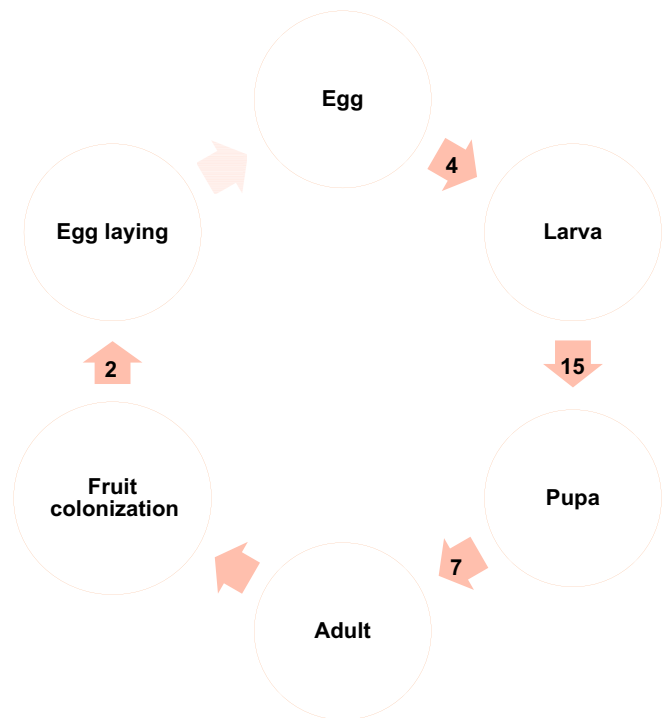 Egg
4
Larva
15
Pupa
7
Adult
Fruit
colonization
2
Egg laying